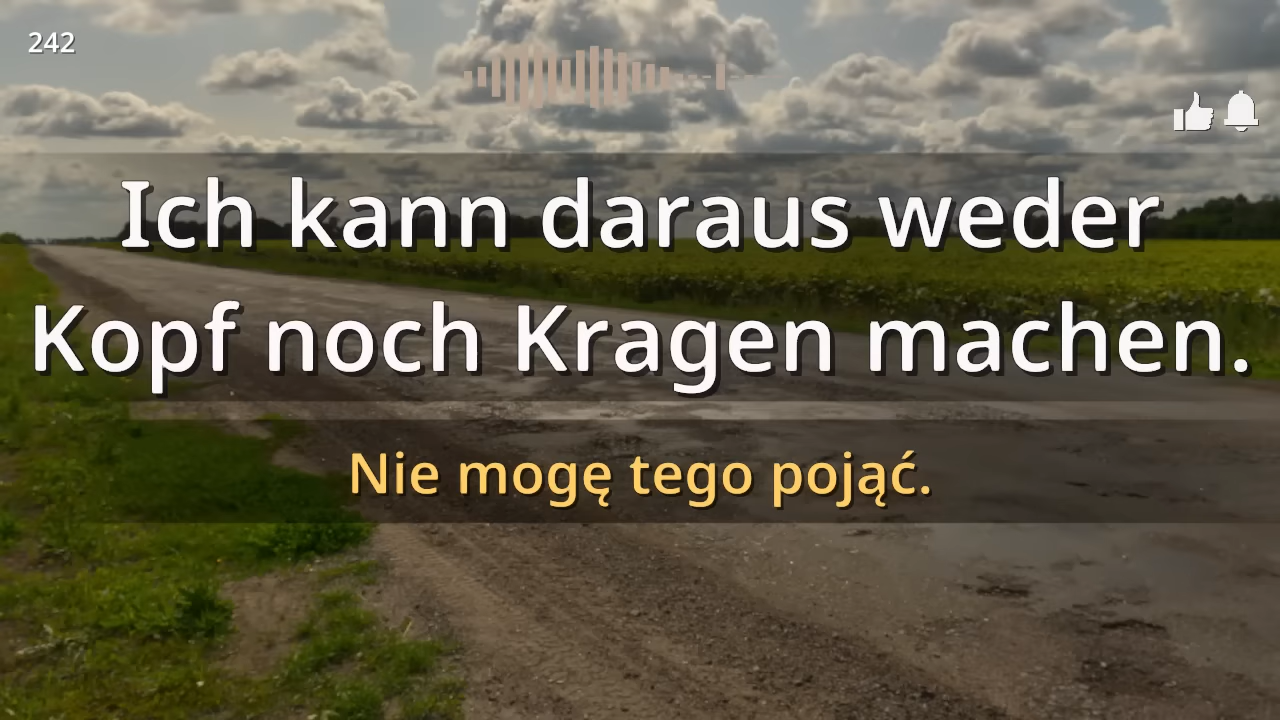 242
Ich kann daraus weder
Kopf noch Kragen machen.
Nie mogę tego pojąć.